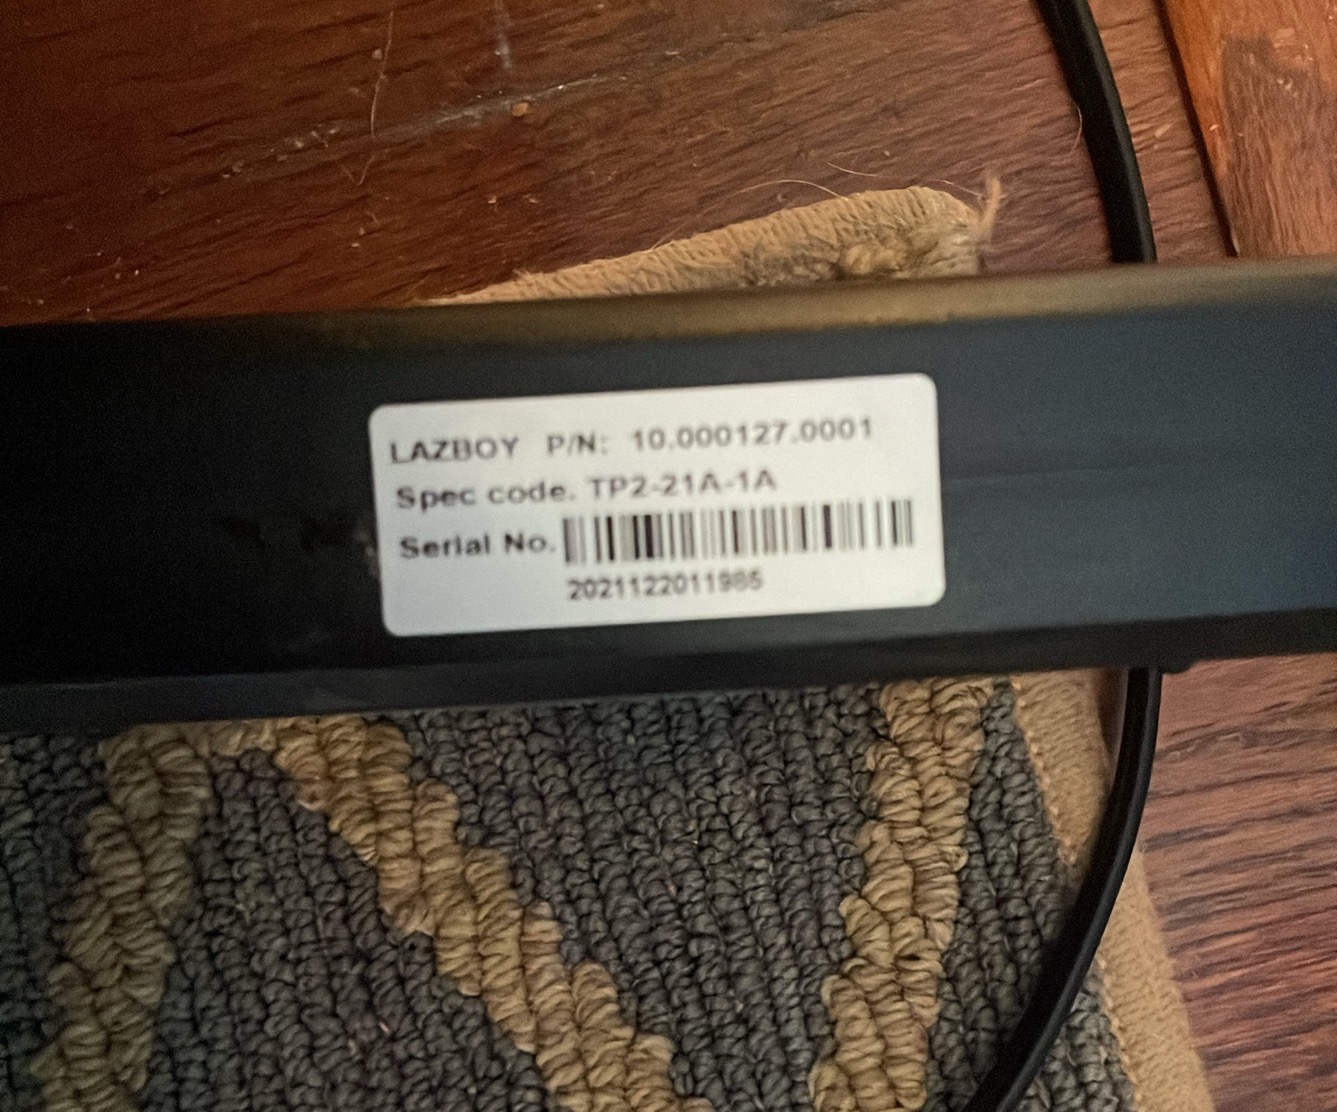 LAZBOY P/N: 10.000127.0001
Spec code. TP2-21A-1A
Serial No.
2021122011985